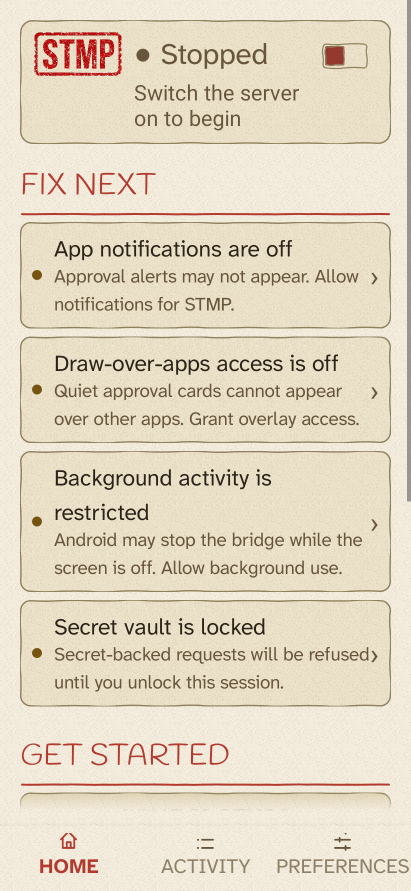 STMP
● Stopped
Switch the server
on to begin
FIX NEXT
App notifications are off
Approval alerts may not appear. Allow
notifications for STMP.
Draw-over-apps access is off
Quiet approval cards cannot appear
over other apps. Grant overlay access.
Background activity is
restricted
Android may stop the bridge while the
screen is off. Allow background use.
Secret vault is locked
Secret-backed requests will be refused
until you unlock this session.
GET STARTED
HOME
ACTIVITY
PREFERENCES